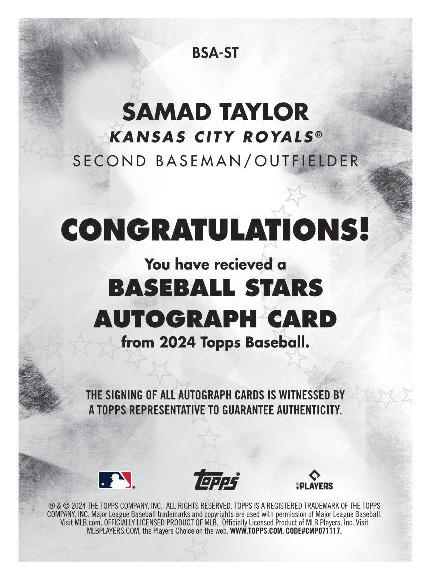 BSA-ST
SAMAD TAYLOR
KANSAS CITY ROYALS®
SECOND BASEMAN/OUTFIELDER
CONGRATULATIONS!
You have recieved a
BASEBALL STARS
AUTOGRAPH CARD
from 2024 Topps Baseball.
THE SIGNING OF ALL AUTOGRAPH CARDS IS WITNESSED BY
A TOPPS REPRESENTATIVE TO GUARANTEE AUTHENTICITY.
Topps
PLAYERS
® & © 2024 THE TOPPS COMPANY, INC. ALL RIGHTS RESERVED. TOPPS IS A REGISTERED TRADEMARK OF THE TOPPS
COMPANY, INC. Major League Baseball trademarks and copyrights are used with permission of Major League Baseball.
Visit MLB.com. OFFICIALLY LICENSED PRODUCT OF MLB. Officially Licensed Product of MLB Players, Inc. Visit
MLBPLAYERS.COM, the Players Choice on the web. WWW.TOPPS.COM. CODE#CMP071117.